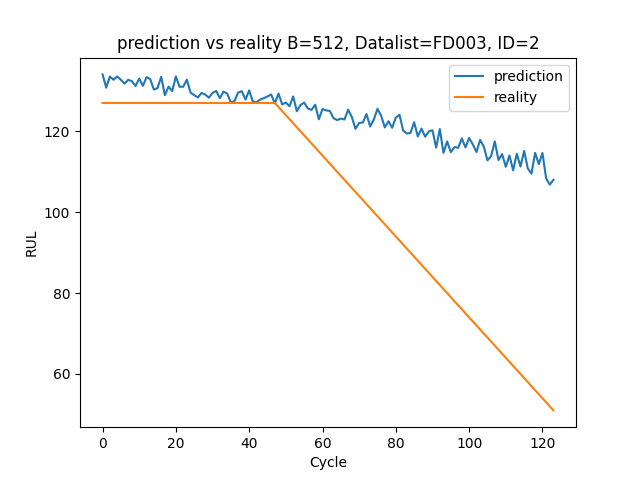 prediction vs reality B=512, Datalist=FD003, ID=2
prediction
reality
120
100
80
60
RUL
0 20 40 60 80 100 120
Cycle